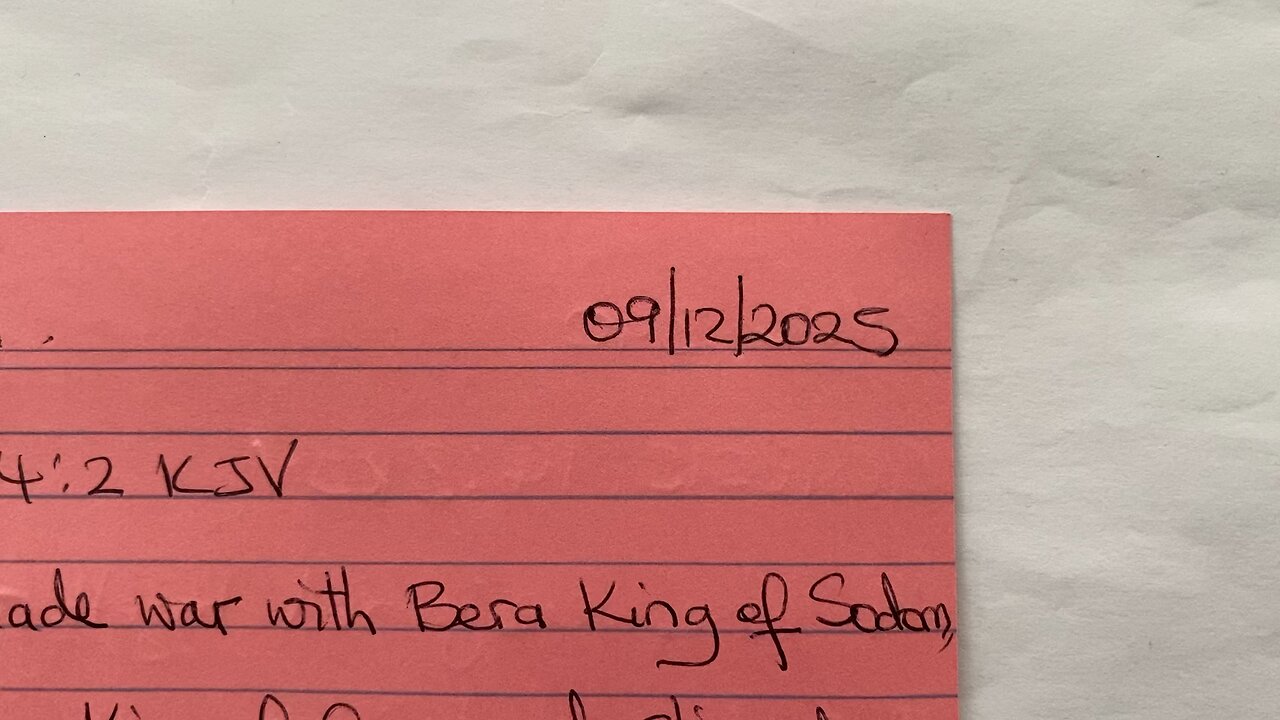 09/12/2025
4:2 KJV
ade war with Bera King of Sodom,